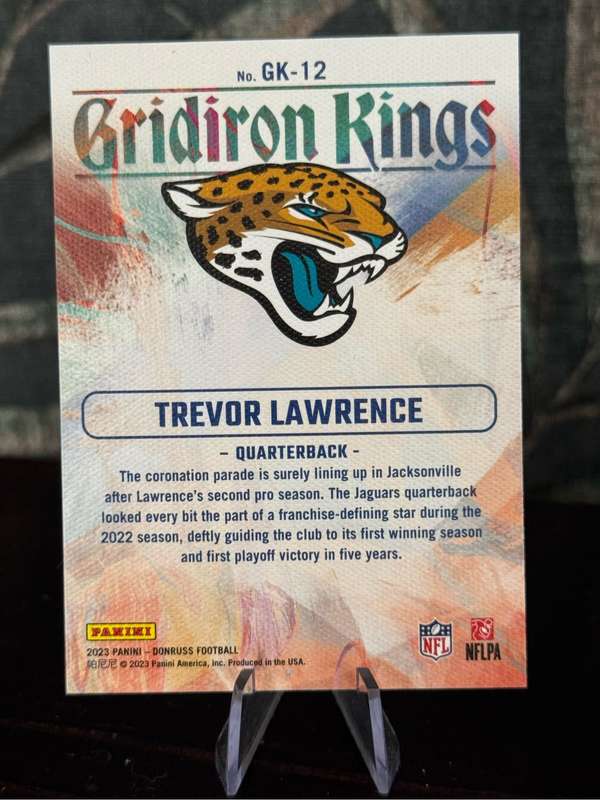 No. GK-12
Gridiron Kings
TREVOR LAWRENCE
– QUARTERBACK –
The coronation parade is surely lining up in Jacksonville
after Lawrence's second pro season. The Jaguars quarterback
looked every bit the part of a franchise-defining star during the
2022 season, deftly guiding the club to its first winning season
and first playoff victory in five years.
PANINI
2023 PANINI – DONRUSS FOOTBALL
帕尼尼 © 2023 Panini America, Inc. Produced in the USA.
NFL
NFLPA